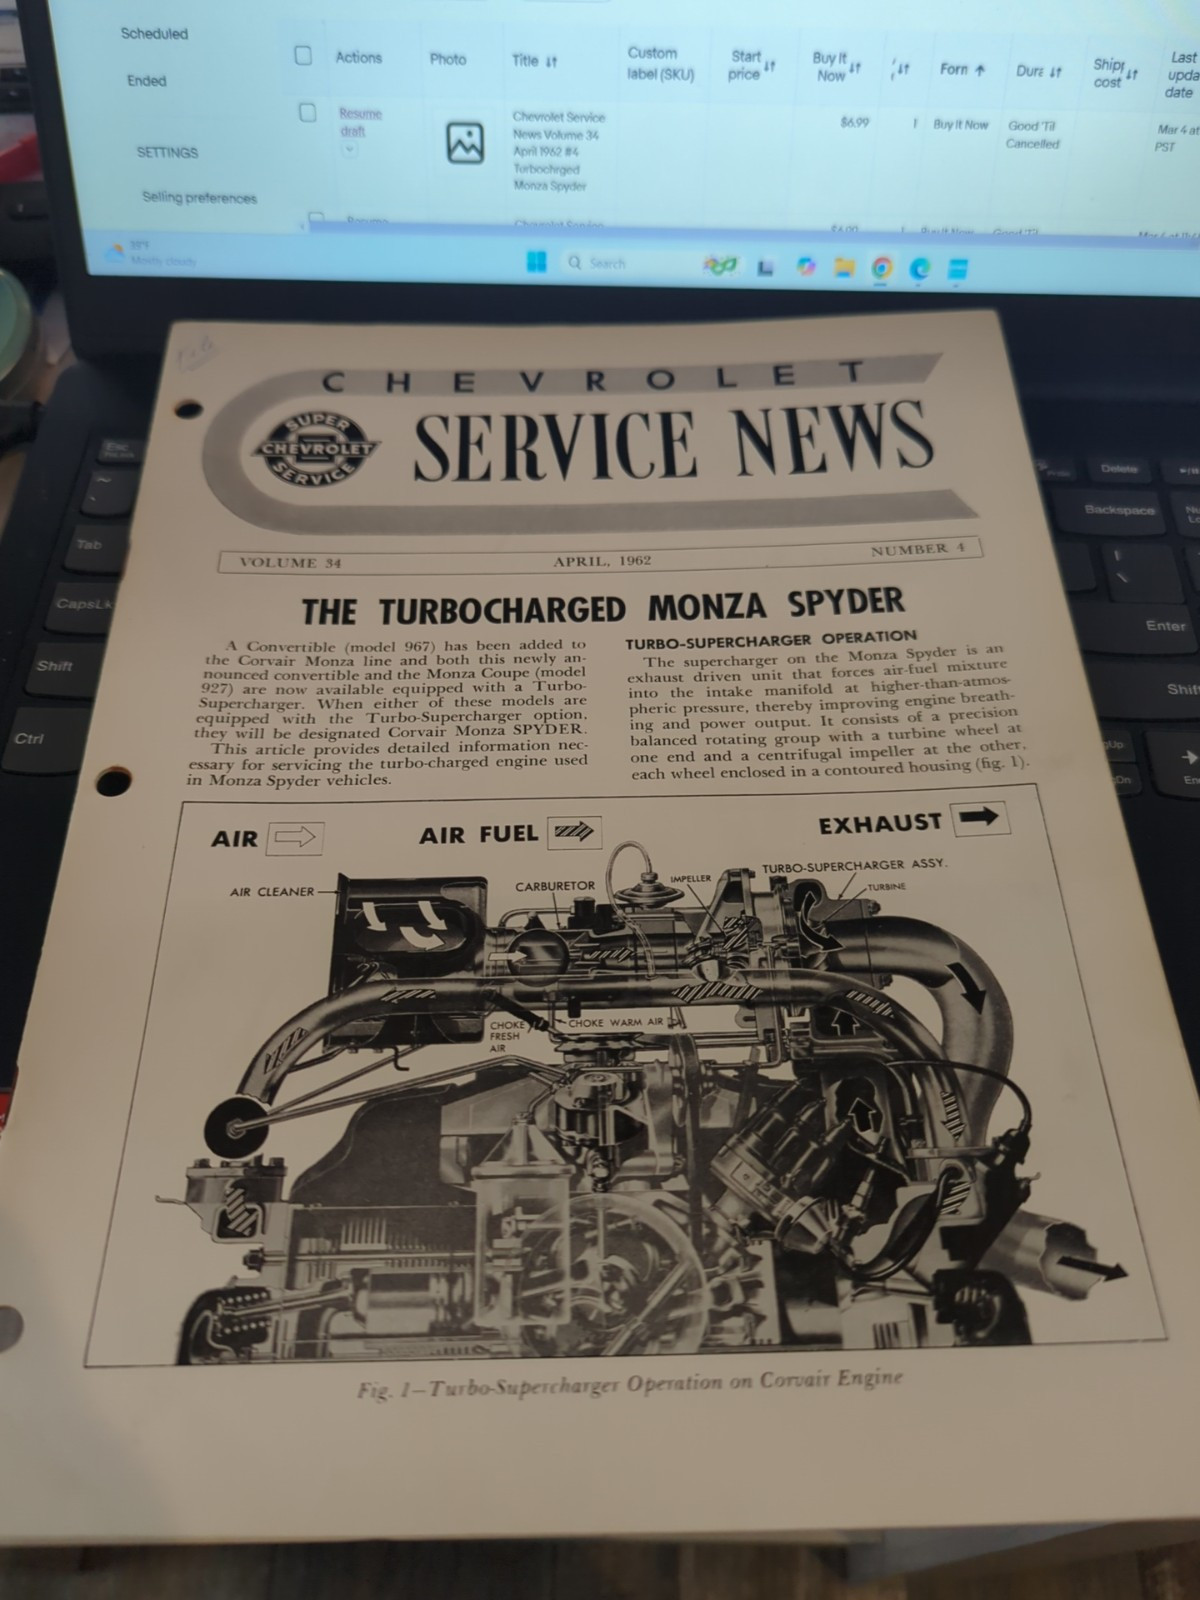 Scheduled
Ended
SETTINGS
Selling preferences
Actions
Photo
Title
Custom
label (SKU)
Start
price
Buy It
Now
Shipp
cost
Last
upda
date
Resume
draft
Chevrolet Service
News Volume 34
April 1962 #4
Turbochrged
Monza Spyder
$6.99
1
Buy It Now
Good 'Til
Cancelled
Mar 4 at
PST
Mostly cloudy
Search
Esc
Tab
CapsLk
Shift
Ctrl
Delete
Backspace
Enter
Shift
CHEVROLET
SUPER
CHEVROLET
SERVICE
SERVICE NEWS
VOLUME 34
APRIL, 1962
NUMBER 4
THE TURBOCHARGED MONZA SPYDER
A Convertible (model 967) has been added to
the Corvair Monza line and both this newly an-
nounced convertible and the Monza Coupe (model
927) are now available equipped with a Turbo-
Supercharger. When either of these models are
equipped with the Turbo-Supercharger option,
they will be designated Corvair Monza SPYDER.
This article provides detailed information nec-
essary for servicing the turbo-charged engine used
in Monza Spyder vehicles.
TURBO-SUPERCHARGER OPERATION
The supercharger on the Monza Spyder is an
exhaust driven unit that forces air-fuel mixture
into the intake manifold at higher-than-atmos-
pheric pressure, thereby improving engine breath-
ing and power output. It consists of a precision
balanced rotating group with a turbine wheel at
one end and a centrifugal impeller at the other,
each wheel enclosed in a contoured housing (fig. 1).
AIR
AIR FUEL
EXHAUST
AIR CLEANER
CARBURETOR
IMPELLER
TURBO-SUPERCHARGER ASSY.
TURBINE
CHOKE
FRESH
AIR
CHOKE WARM AIR
Fig. 1—Turbo-Supercharger Operation on Corvair Engine